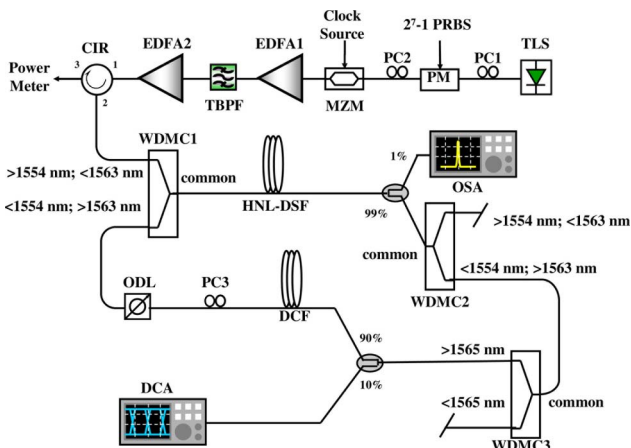 Clock
Source
2⁷-1 PRBS
CIR
EDFA2
EDFA1
PC2
PC1
TLS
3
1
Power
Meter
PM
2
TBPF
MZM
WDMC1
1%
>1554 nm; <1563 nm
common
OSA
<1554 nm; >1563 nm
HNL-DSF
99%
>1554 nm; <1563 nm
common
<1554 nm; >1563 nm
ODL
PC3
WDMC2
DCF
90%
>1565 nm
10%
DCA
<1565 nm
common
WDMC3